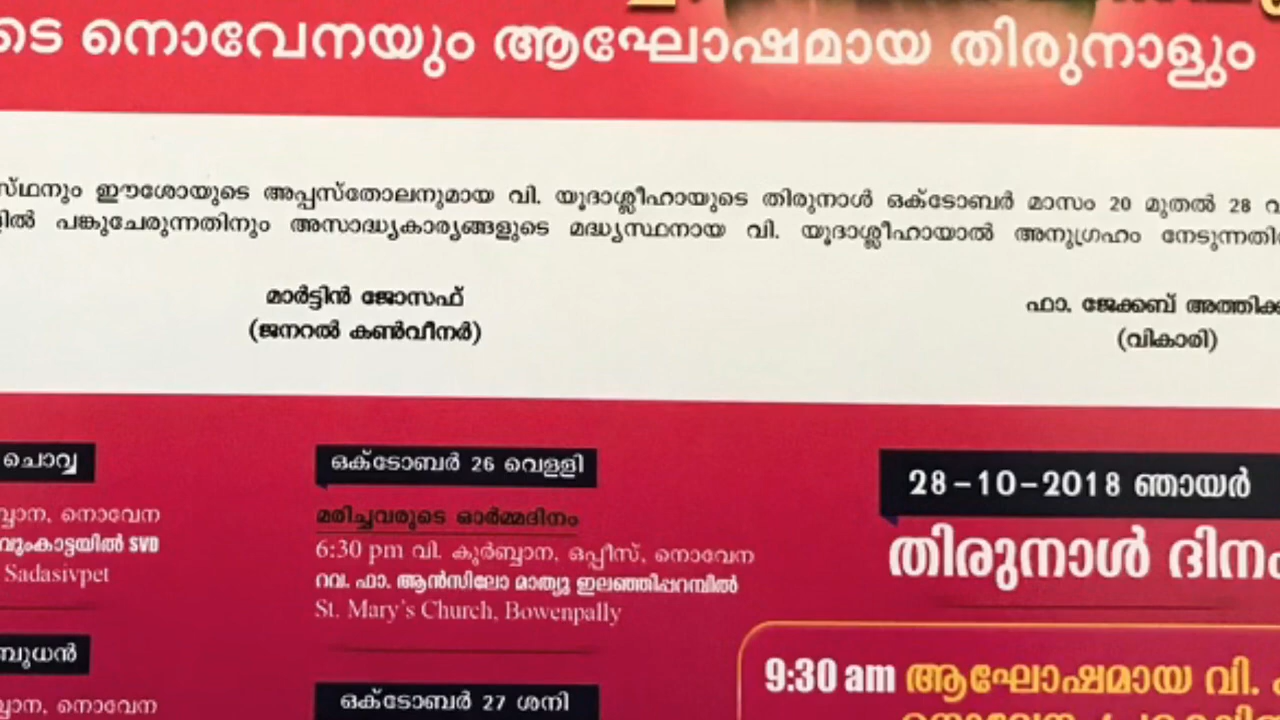 നൊവേനയും ആഘോഷമായ തിരുനാളും
ഈശോയുടെ അപ്പസ്തോലനുമായ വി. യൂദാശ്ലീഹായുടെ തിരുനാൾ ഒക്ടോബർ മാസം 20 മുതൽ 28
പങ്കുചേരുന്നതിനും അസാദ്ധ്യകാര്യങ്ങളുടെ മദ്ധ്യസ്ഥനായ വി. യൂദാശ്ലീഹായാൽ അനുഗ്രഹം
മാർട്ടിൻ ജോസഫ്
(ജനറൽ കൺവീനർ)
ഫാ. ജേക്കബ്
(വികാരി)
ചൊവ്വ
നൊവേന
SVD
Sadasivpet
ബുധൻ
നൊവേന
ഒക്ടോബർ 26 വെള്ളി
മരിച്ചവരുടെ ഓർമ്മദിനം
6:30 pm വി. കുർബ്ബാന, ഒപ്പീസ്, നൊവേന
റവ. ഫാ. ആൻസിലോ മാത്യു ഇലഞ്ഞിപ്പറമ്പിൽ
St. Mary's Church, Bowenpally
ഒക്ടോബർ 27 ശനി
28-10-2018 ഞായർ
തിരുനാൾ ദിനം
9:30 am ആഘോഷമായ വി.